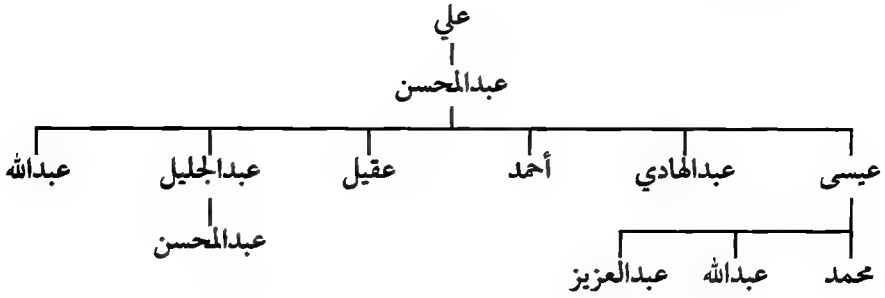 علي
عبدالمحسن
عيسى عبدالهادي أحمد عقيل عبدالجليل عبدالله
عبدالمحسن
محمد عبدالله عبدالعزيز